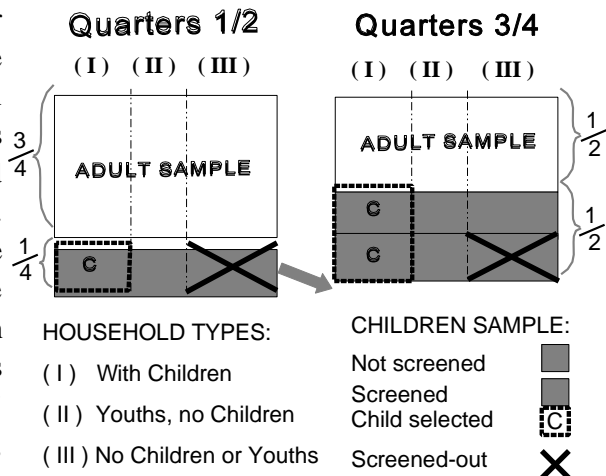 Quarters 1/2
Quarters 3/4
( I ) ( II ) ( III )
( I ) ( II ) ( III )
3/4
ADULT SAMPLE
ADULT SAMPLE
1/2
1/4
C
C
C
1/2
HOUSEHOLD TYPES:
( I ) With Children
( II ) Youths, no Children
( III ) No Children or Youths
CHILDREN SAMPLE:
Not screened
Screened
Child selected C
Screened-out